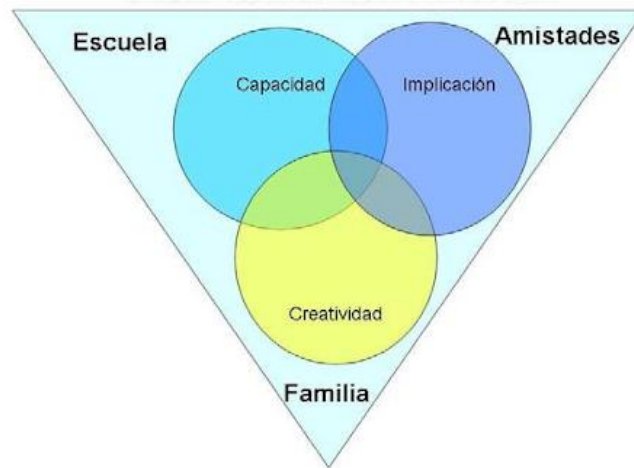 Escuela
Amistades
Capacidad
Implicación
Creatividad
Familia